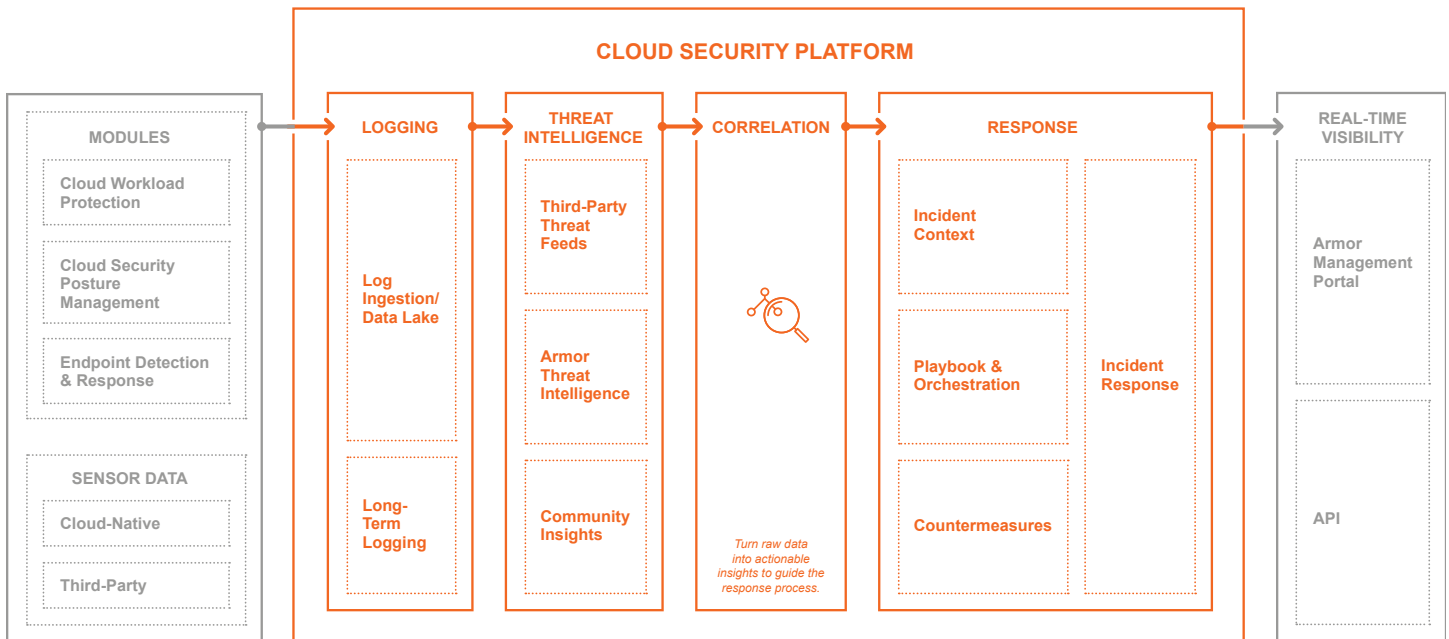 CLOUD SECURITY PLATFORM
MODULES
Cloud Workload
Protection
Cloud Security
Posture
Management
Endpoint Detection
& Response
SENSOR DATA
Cloud-Native
Third-Party
LOGGING
Log
Ingestion/
Data Lake
Long-
Term
Logging
THREAT
INTELLIGENCE
Third-Party
Threat
Feeds
Armor
Threat
Intelligence
Community
Insights
CORRELATION
Turn raw data
into actionable
insights to guide the
response process.
RESPONSE
Incident
Context
Playbook &
Orchestration
Countermeasures
Incident
Response
REAL-TIME
VISIBILITY
Armor
Management
Portal
API